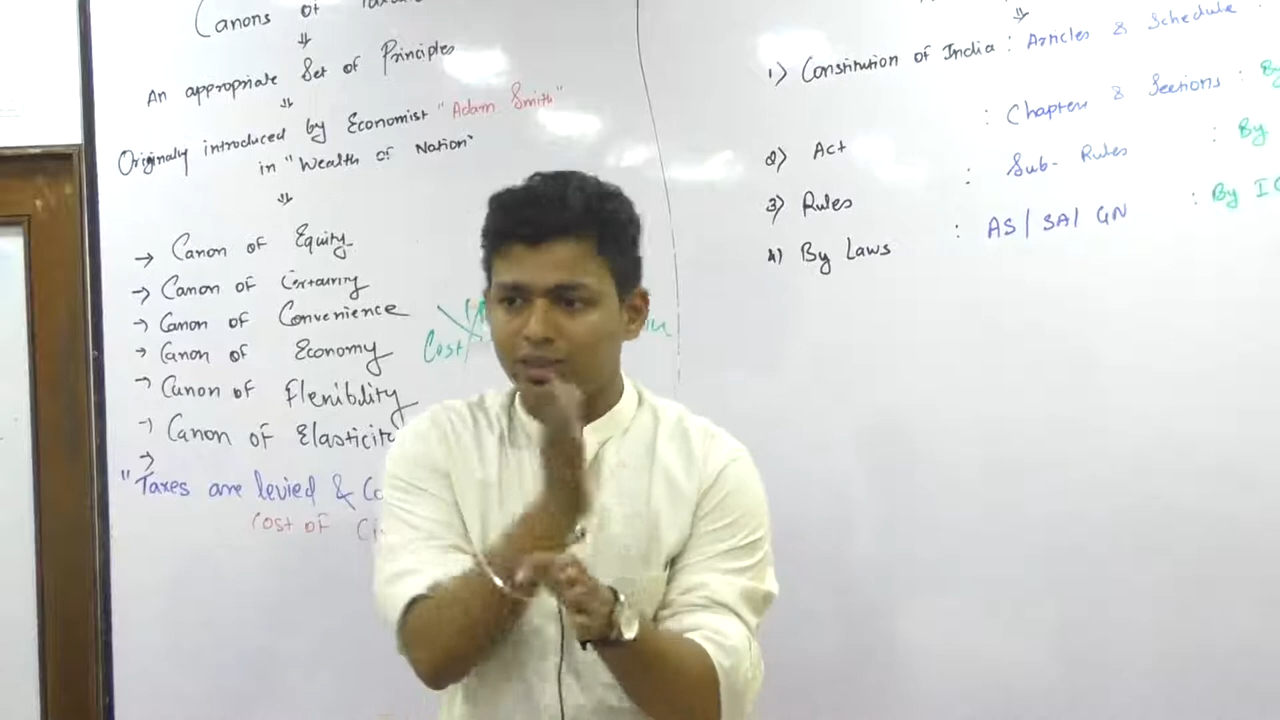 Canons of
⇓
An appropriate Set of Principles
⇓
Originaly introduced by Economist "Adam Smith"
in "Wealth of Nation"
⇓
→ Canon of Equity
→ Canon of
→ Canon of Convenience
→ Canon of Economy
→ Canon of Flenibility
→ Canon of Elasticity
→
"Taxes are levied &
Cost of
Cost
⇓
1) Constitution of India : Articles & Schedule :
: Chapters & Sections : By
2) Act
: Sub-Rules : By
3) Rules
: AS / SA / GN : By
4) By Laws